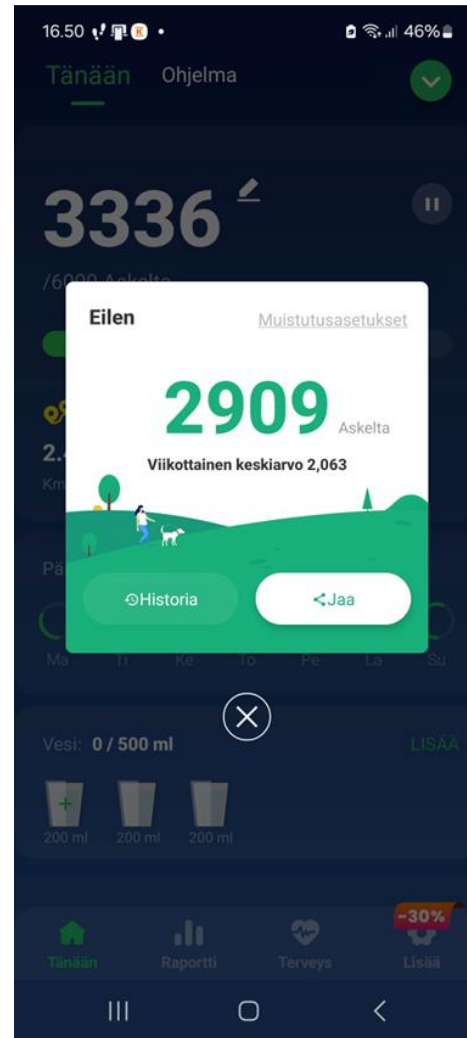 16.50 K 46%
Tänään Ohjelma
3336
/6000 Askelta
Eilen Muistutusasetukset
2909 Askelta
Viikottainen keskiarvo 2,063
Historia Jaa
Ma Ti Ke To Pe La Su
Vesi: 0 / 500 ml LISÄÄ
200 ml 200 ml 200 ml
-30%
Tänään Raportti Terveys Lisää